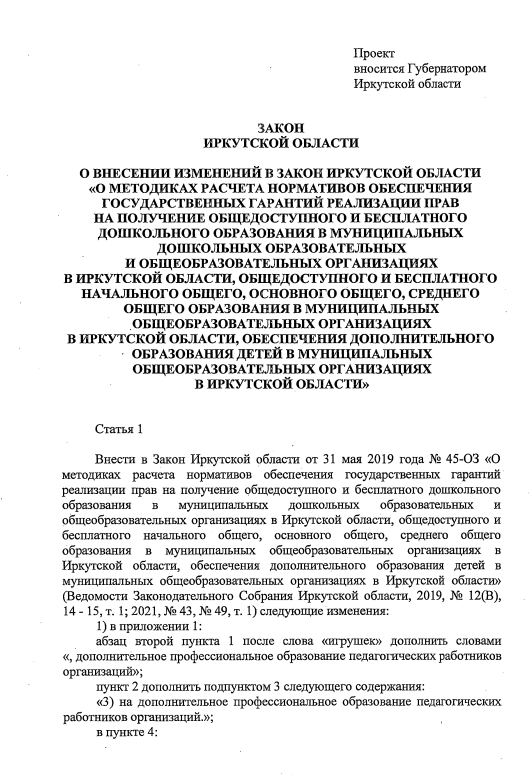 Проект
вносится Губернатором
Иркутской области
ЗАКОН
ИРКУТСКОЙ ОБЛАСТИ
О ВНЕСЕНИИ ИЗМЕНЕНИЙ В ЗАКОН ИРКУТСКОЙ ОБЛАСТИ
«О МЕТОДИКАХ РАСЧЕТА НОРМАТИВОВ ОБЕСПЕЧЕНИЯ
ГОСУДАРСТВЕННЫХ ГАРАНТИЙ РЕАЛИЗАЦИИ ПРАВ
НА ПОЛУЧЕНИЕ ОБЩЕДОСТУПНОГО И БЕСПЛАТНОГО
ДОШКОЛЬНОГО ОБРАЗОВАНИЯ В МУНИЦИПАЛЬНЫХ
ДОШКОЛЬНЫХ ОБРАЗОВАТЕЛЬНЫХ
И ОБЩЕОБРАЗОВАТЕЛЬНЫХ ОРГАНИЗАЦИЯХ
В ИРКУТСКОЙ ОБЛАСТИ, ОБЩЕДОСТУПНОГО И БЕСПЛАТНОГО
НАЧАЛЬНОГО ОБЩЕГО, ОСНОВНОГО ОБЩЕГО, СРЕДНЕГО
ОБЩЕГО ОБРАЗОВАНИЯ В МУНИЦИПАЛЬНЫХ
ОБЩЕОБРАЗОВАТЕЛЬНЫХ ОРГАНИЗАЦИЯХ
В ИРКУТСКОЙ ОБЛАСТИ, ОБЕСПЕЧЕНИЯ ДОПОЛНИТЕЛЬНОГО
ОБРАЗОВАНИЯ ДЕТЕЙ В МУНИЦИПАЛЬНЫХ
ОБЩЕОБРАЗОВАТЕЛЬНЫХ ОРГАНИЗАЦИЯХ
В ИРКУТСКОЙ ОБЛАСТИ»
Статья 1
Внести в Закон Иркутской области от 31 мая 2019 года № 45-ОЗ «О
методиках расчета нормативов обеспечения государственных гарантий
реализации прав на получение общедоступного и бесплатного дошкольного
образования в муниципальных дошкольных образовательных и
общеобразовательных организациях в Иркутской области, общедоступного и
бесплатного начального общего, основного общего, среднего общего
образования в муниципальных общеобразовательных организациях в
Иркутской области, обеспечения дополнительного образования детей в
муниципальных общеобразовательных организациях в Иркутской области»
(Ведомости Законодательного Собрания Иркутской области, 2019, № 12(В),
14 - 15, т. 1; 2021, № 43, № 49, т. 1) следующие изменения:
1) в приложении 1:
абзац второй пункта 1 после слова «игрушек» дополнить словами
«, дополнительное профессиональное образование педагогических работников
организаций»;
пункт 2 дополнить подпунктом 3 следующего содержания:
«3) на дополнительное профессиональное образование педагогических
работников организаций.»;
в пункте 4: